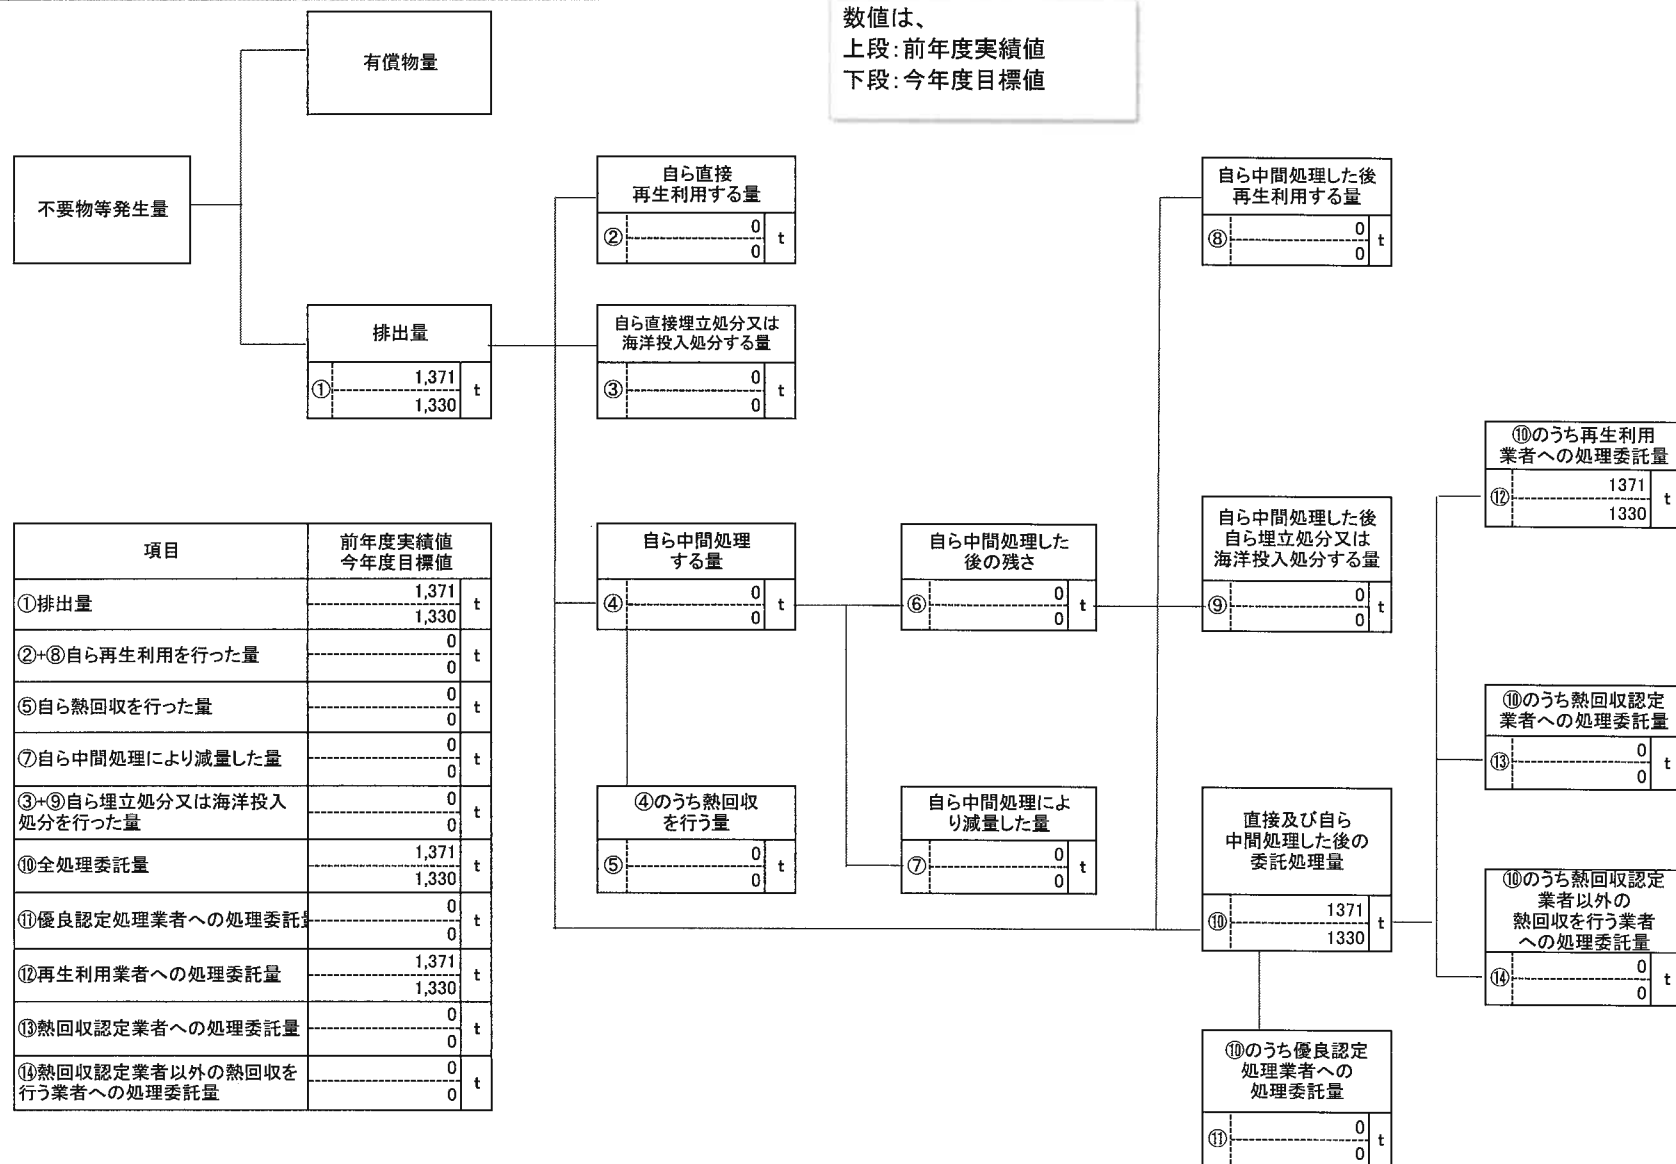 数値は、
上段:前年度実績値
下段:今年度目標値
有償物量
不要物等発生量
排出量
① 1,371 t
1,330
自ら直接
再生利用する量
② 0 t
0
自ら直接埋立処分又は
海洋投入処分する量
③ 0 t
0
自ら中間処理した後
再生利用する量
⑧ 0 t
0
自ら中間処理
する量
④ 0 t
0
自ら中間処理した
後の残さ
⑥ 0 t
0
自ら中間処理した後
自ら埋立処分又は
海洋投入処分する量
⑨ 0 t
0
④のうち熱回収
を行う量
⑤ 0 t
0
自ら中間処理によ
り減量した量
⑦ 0 t
0
直接及び自ら
中間処理した後の
委託処理量
⑩ 1371 t
1330
⑩のうち優良認定
処理業者への
処理委託量
⑪ 0 t
0
⑩のうち再生利用
業者への処理委託量
⑫ 1371 t
1330
⑩のうち熱回収認定
業者への処理委託量
⑬ 0 t
0
⑩のうち熱回収認定
業者以外の
熱回収を行う業者
への処理委託量
⑭ 0 t
0
項目 前年度実績値
今年度目標値
①排出量 1,371 t
1,330
②+⑧自ら再生利用を行った量 0 t
0
⑤自ら熱回収を行った量 0 t
0
⑦自ら中間処理により減量した量 0 t
0
③+⑨自ら埋立処分又は海洋投入
処分を行った量 0 t
0
⑩全処理委託量 1,371 t
1,330
⑪優良認定処理業者への処理委託 0 t
0
⑫再生利用業者への処理委託量 1,371 t
1,330
⑬熱回収認定業者への処理委託量 0 t
0
⑭熱回収認定業者以外の熱回収を
行う業者への処理委託量 0 t
0